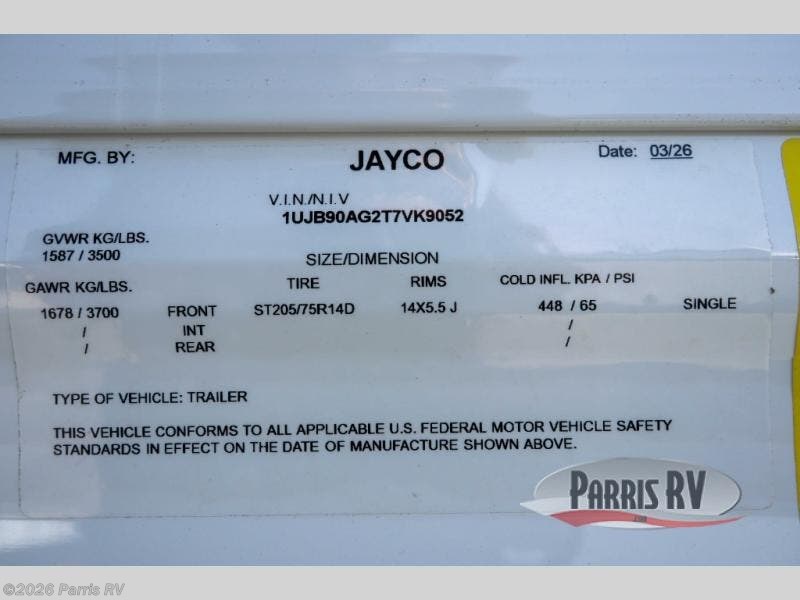 MFG. BY: JAYCO Date: 03/26
V.I.N./N.I.V
1UJB90AG2T7VK9052
GVWR KG/LBS.
1587 / 3500 SIZE/DIMENSION
GAWR KG/LBS. TIRE RIMS COLD INFL. KPA / PSI
1678 / 3700 FRONT ST205/75R14D 14X5.5 J 448 / 65 SINGLE
/ INT /
/ REAR /
TYPE OF VEHICLE: TRAILER
THIS VEHICLE CONFORMS TO ALL APPLICABLE U.S. FEDERAL MOTOR VEHICLE SAFETY
STANDARDS IN EFFECT ON THE DATE OF MANUFACTURE SHOWN ABOVE.
PARRIS RV
©2026 Parris RV